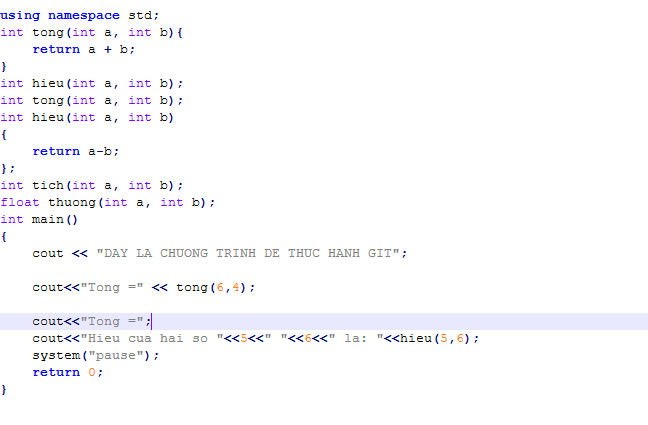 using namespace std;
int tong(int a, int b){
    return a + b;
}
int hieu(int a, int b);
int tong(int a, int b);
int hieu(int a, int b)
{
    return a-b;
};
int tich(int a, int b);
float thuong(int a, int b);
int main()
{
    cout << "DAY LA CHUONG TRINH DE THUC HANH GIT";
    cout<<"Tong =" << tong(6,4);
    cout<<"Tong =";
    cout<<"Hieu cua hai so "<<5<<" "<<6<<" la: "<<hieu(5,6);
    system("pause");
    return 0;
}